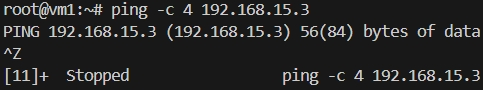 root@vm1:~# ping -c 4 192.168.15.3
PING 192.168.15.3 (192.168.15.3) 56(84) bytes of data
^Z
[11]+  Stopped                 ping -c 4 192.168.15.3